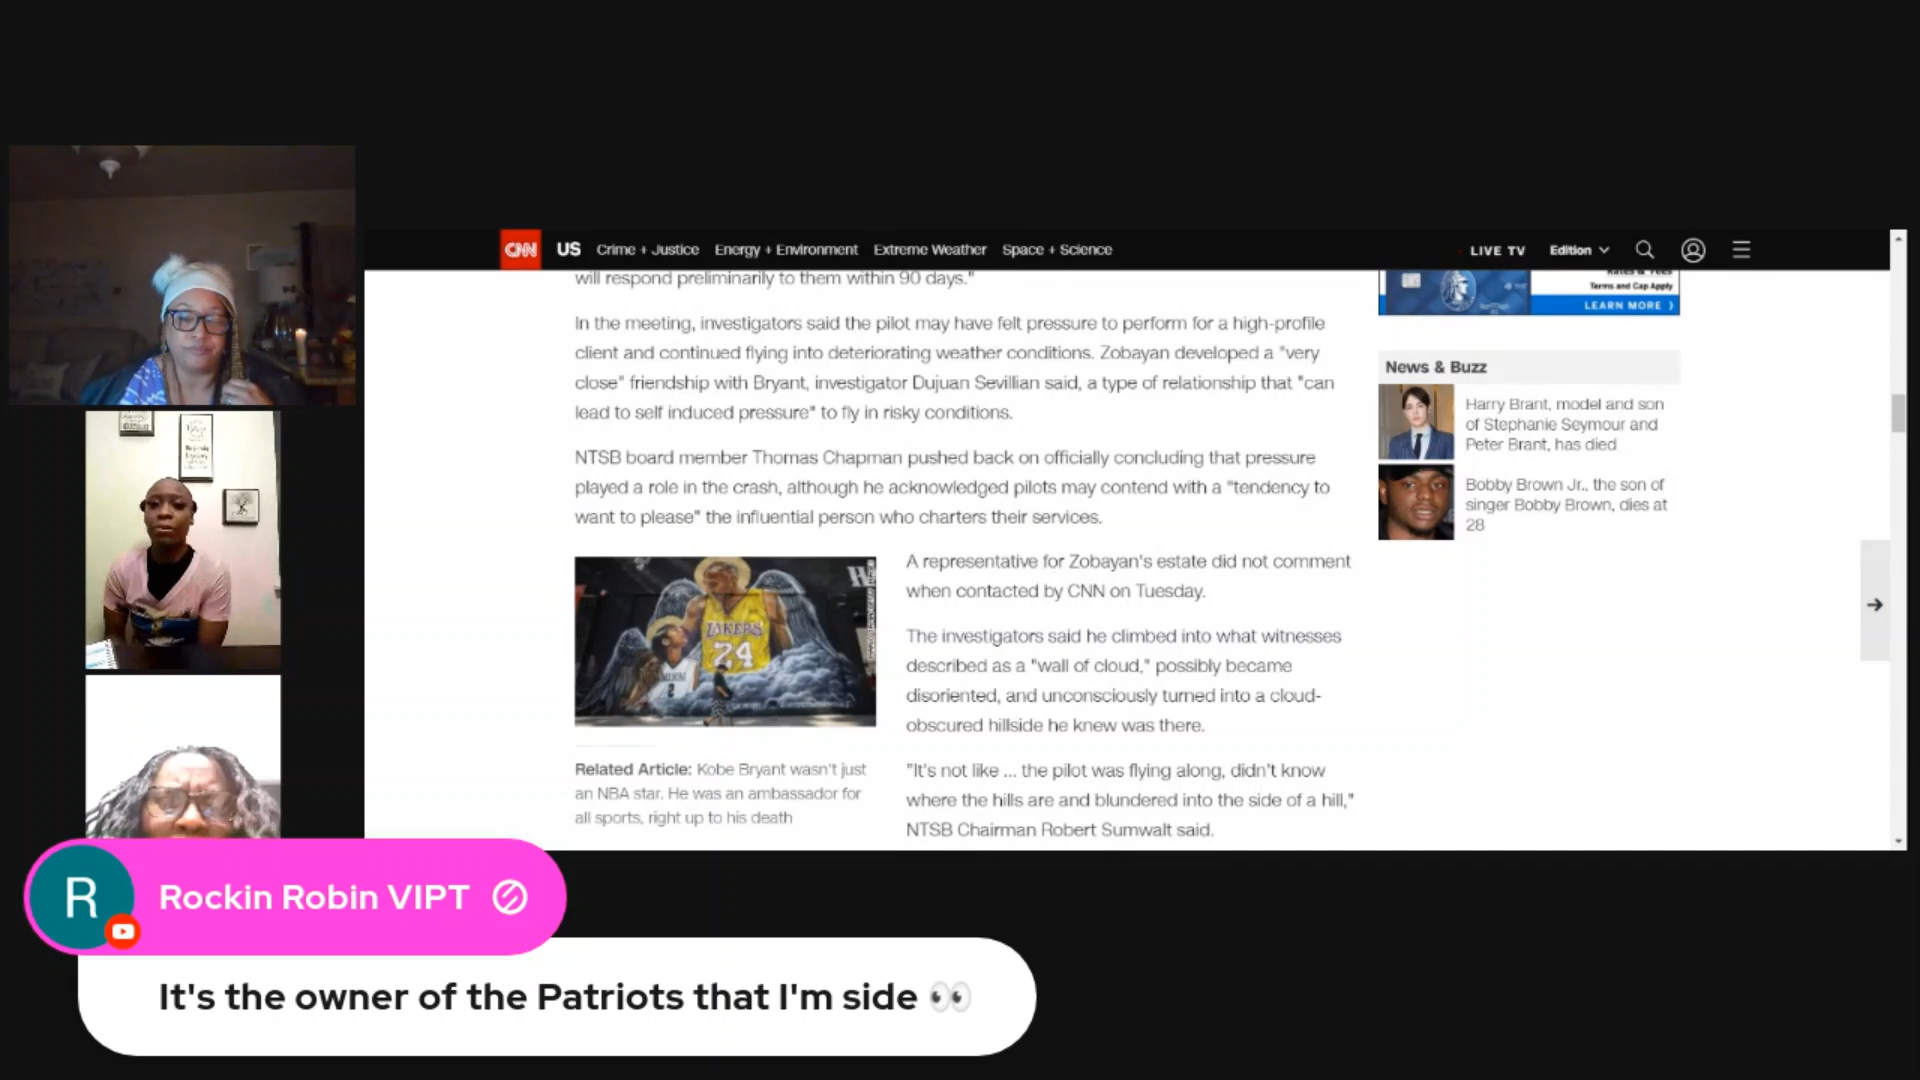 CNN US Crime + Justice Energy + Environment Extreme Weather Space + Science LIVE TV Edition
will respond preliminarily to them within 90 days."
In the meeting, investigators said the pilot may have felt pressure to perform for a high-profile
client and continued flying into deteriorating weather conditions. Zobayan developed a "very
close" friendship with Bryant, investigator Dujuan Sevillian said, a type of relationship that "can
lead to self induced pressure" to fly in risky conditions.
NTSB board member Thomas Chapman pushed back on officially concluding that pressure
played a role in the crash, although he acknowledged pilots may contend with a "tendency to
want to please" the influential person who charters their services.
LAKERS
24
2
Related Article: Kobe Bryant wasn't just
an NBA star. He was an ambassador for
all sports, right up to his death
A representative for Zobayan's estate did not comment
when contacted by CNN on Tuesday.
The investigators said he climbed into what witnesses
described as a "wall of cloud," possibly became
disoriented, and unconsciously turned into a cloud-
obscured hillside he knew was there.
"It's not like ... the pilot was flying along, didn't know
where the hills are and blundered into the side of a hill,"
NTSB Chairman Robert Sumwalt said.
Rates & Fees
Terms and Cap Apply
LEARN MORE
News & Buzz
Harry Brant, model and son
of Stephanie Seymour and
Peter Brant, has died
Bobby Brown Jr., the son of
singer Bobby Brown, dies at
28
R
Rockin Robin VIPT
It's the owner of the Patriots that I'm side 👀